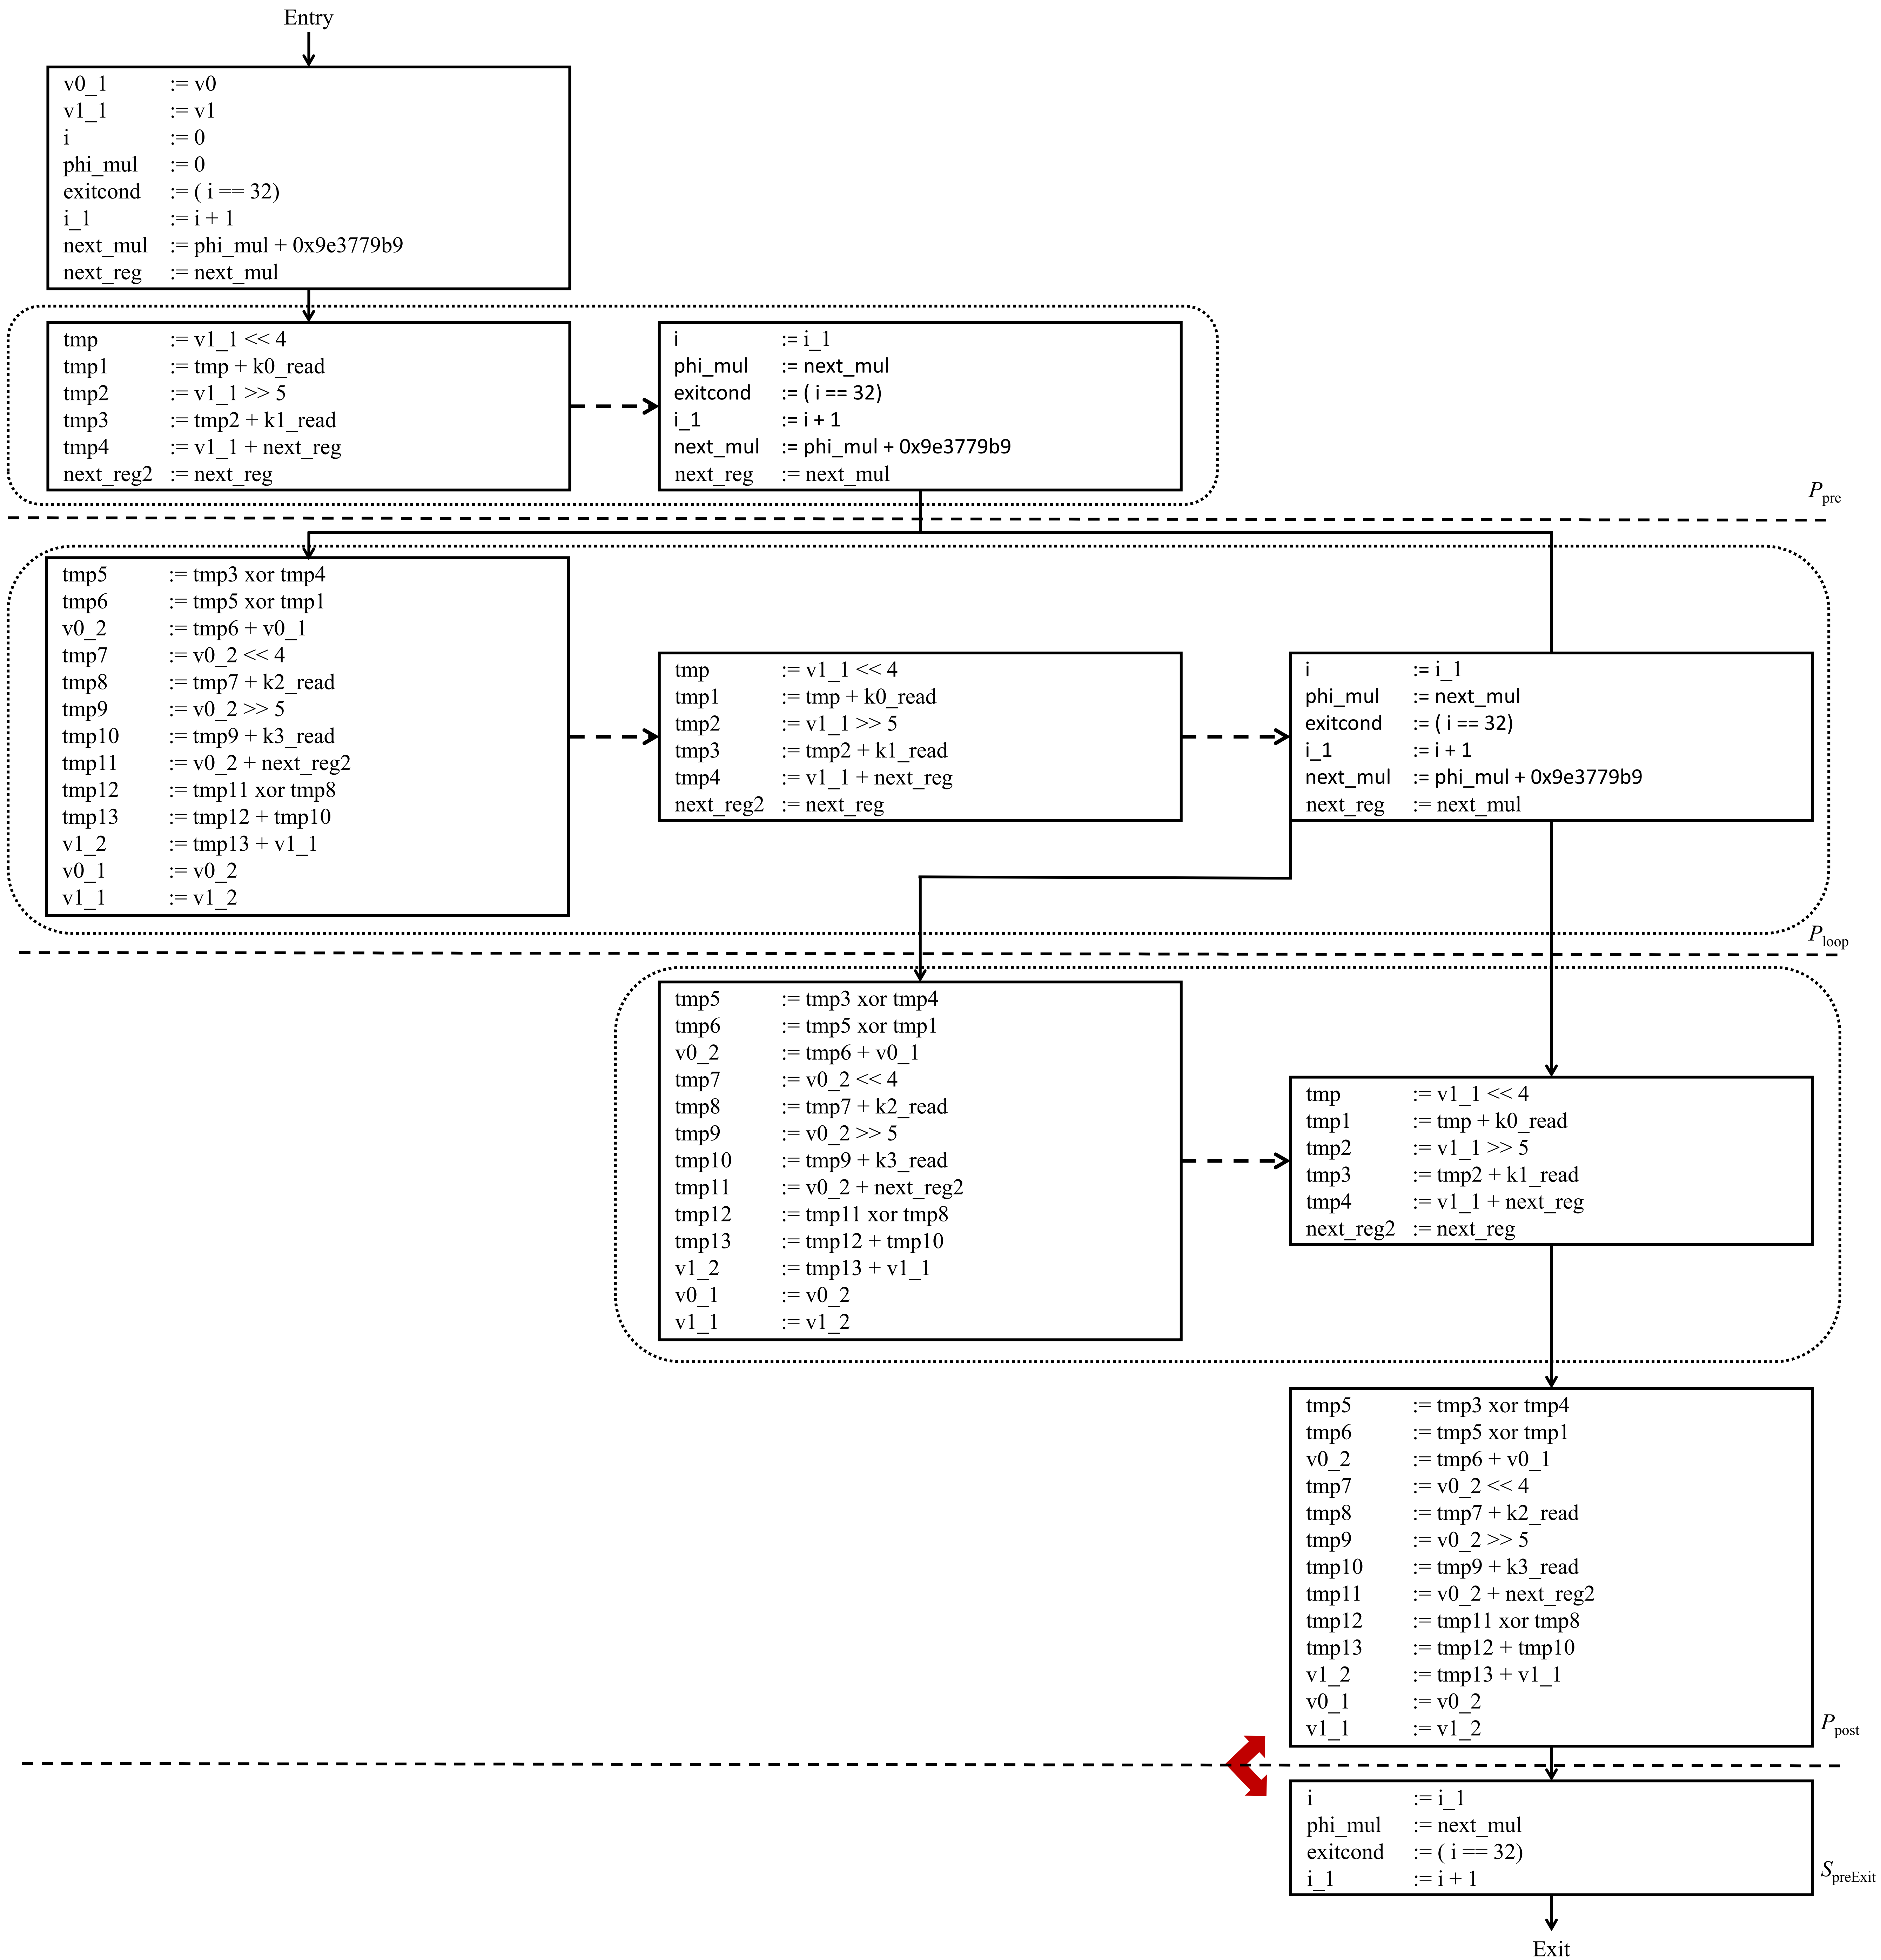 Entry
v0_1 := v0
v1_1 := v1
i := 0
phi_mul := 0
exitcond := ( i == 32)
i_1 := i + 1
next_mul := phi_mul + 0x9e3779b9
next_reg := next_mul
tmp := v1_1 << 4
tmp1 := tmp + k0_read
tmp2 := v1_1 >> 5
tmp3 := tmp2 + k1_read
tmp4 := v1_1 + next_reg
next_reg2 := next_reg
i := i_1
phi_mul := next_mul
exitcond := ( i == 32)
i_1 := i + 1
next_mul := phi_mul + 0x9e3779b9
next_reg := next_mul
Ppre
tmp5 := tmp3 xor tmp4
tmp6 := tmp5 xor tmp1
v0_2 := tmp6 + v0_1
tmp7 := v0_2 << 4
tmp8 := tmp7 + k2_read
tmp9 := v0_2 >> 5
tmp10 := tmp9 + k3_read
tmp11 := v0_2 + next_reg2
tmp12 := tmp11 xor tmp8
tmp13 := tmp12 + tmp10
v1_2 := tmp13 + v1_1
v0_1 := v0_2
v1_1 := v1_2
tmp := v1_1 << 4
tmp1 := tmp + k0_read
tmp2 := v1_1 >> 5
tmp3 := tmp2 + k1_read
tmp4 := v1_1 + next_reg
next_reg2 := next_reg
i := i_1
phi_mul := next_mul
exitcond := ( i == 32)
i_1 := i + 1
next_mul := phi_mul + 0x9e3779b9
next_reg := next_mul
Ploop
tmp5 := tmp3 xor tmp4
tmp6 := tmp5 xor tmp1
v0_2 := tmp6 + v0_1
tmp7 := v0_2 << 4
tmp8 := tmp7 + k2_read
tmp9 := v0_2 >> 5
tmp10 := tmp9 + k3_read
tmp11 := v0_2 + next_reg2
tmp12 := tmp11 xor tmp8
tmp13 := tmp12 + tmp10
v1_2 := tmp13 + v1_1
v0_1 := v0_2
v1_1 := v1_2
tmp := v1_1 << 4
tmp1 := tmp + k0_read
tmp2 := v1_1 >> 5
tmp3 := tmp2 + k1_read
tmp4 := v1_1 + next_reg
next_reg2 := next_reg
tmp5 := tmp3 xor tmp4
tmp6 := tmp5 xor tmp1
v0_2 := tmp6 + v0_1
tmp7 := v0_2 << 4
tmp8 := tmp7 + k2_read
tmp9 := v0_2 >> 5
tmp10 := tmp9 + k3_read
tmp11 := v0_2 + next_reg2
tmp12 := tmp11 xor tmp8
tmp13 := tmp12 + tmp10
v1_2 := tmp13 + v1_1
v0_1 := v0_2
v1_1 := v1_2
Ppost
i := i_1
phi_mul := next_mul
exitcond := ( i == 32)
i_1 := i + 1
SpreExit
Exit